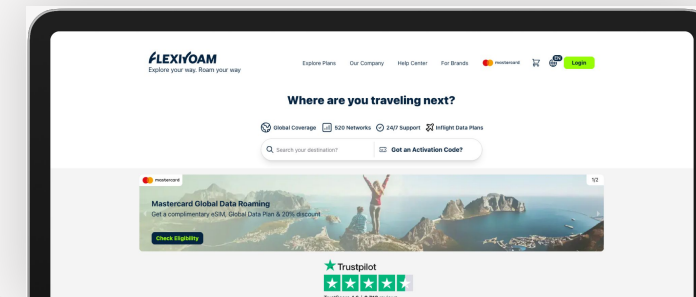 FLEXIROAM
Explore your way. Roam your way
Explore Plans Our Company Help Center For Brands mastercard EN Login
Where are you traveling next?
Global Coverage 520 Networks 24/7 Support Inflight Data Plans
Search your destination? Got an Activation Code?
mastercard 1/2
Mastercard Global Data Roaming
Get a complimentary eSIM, Global Data Plan & 20% discount
Check Eligibility
Trustpilot